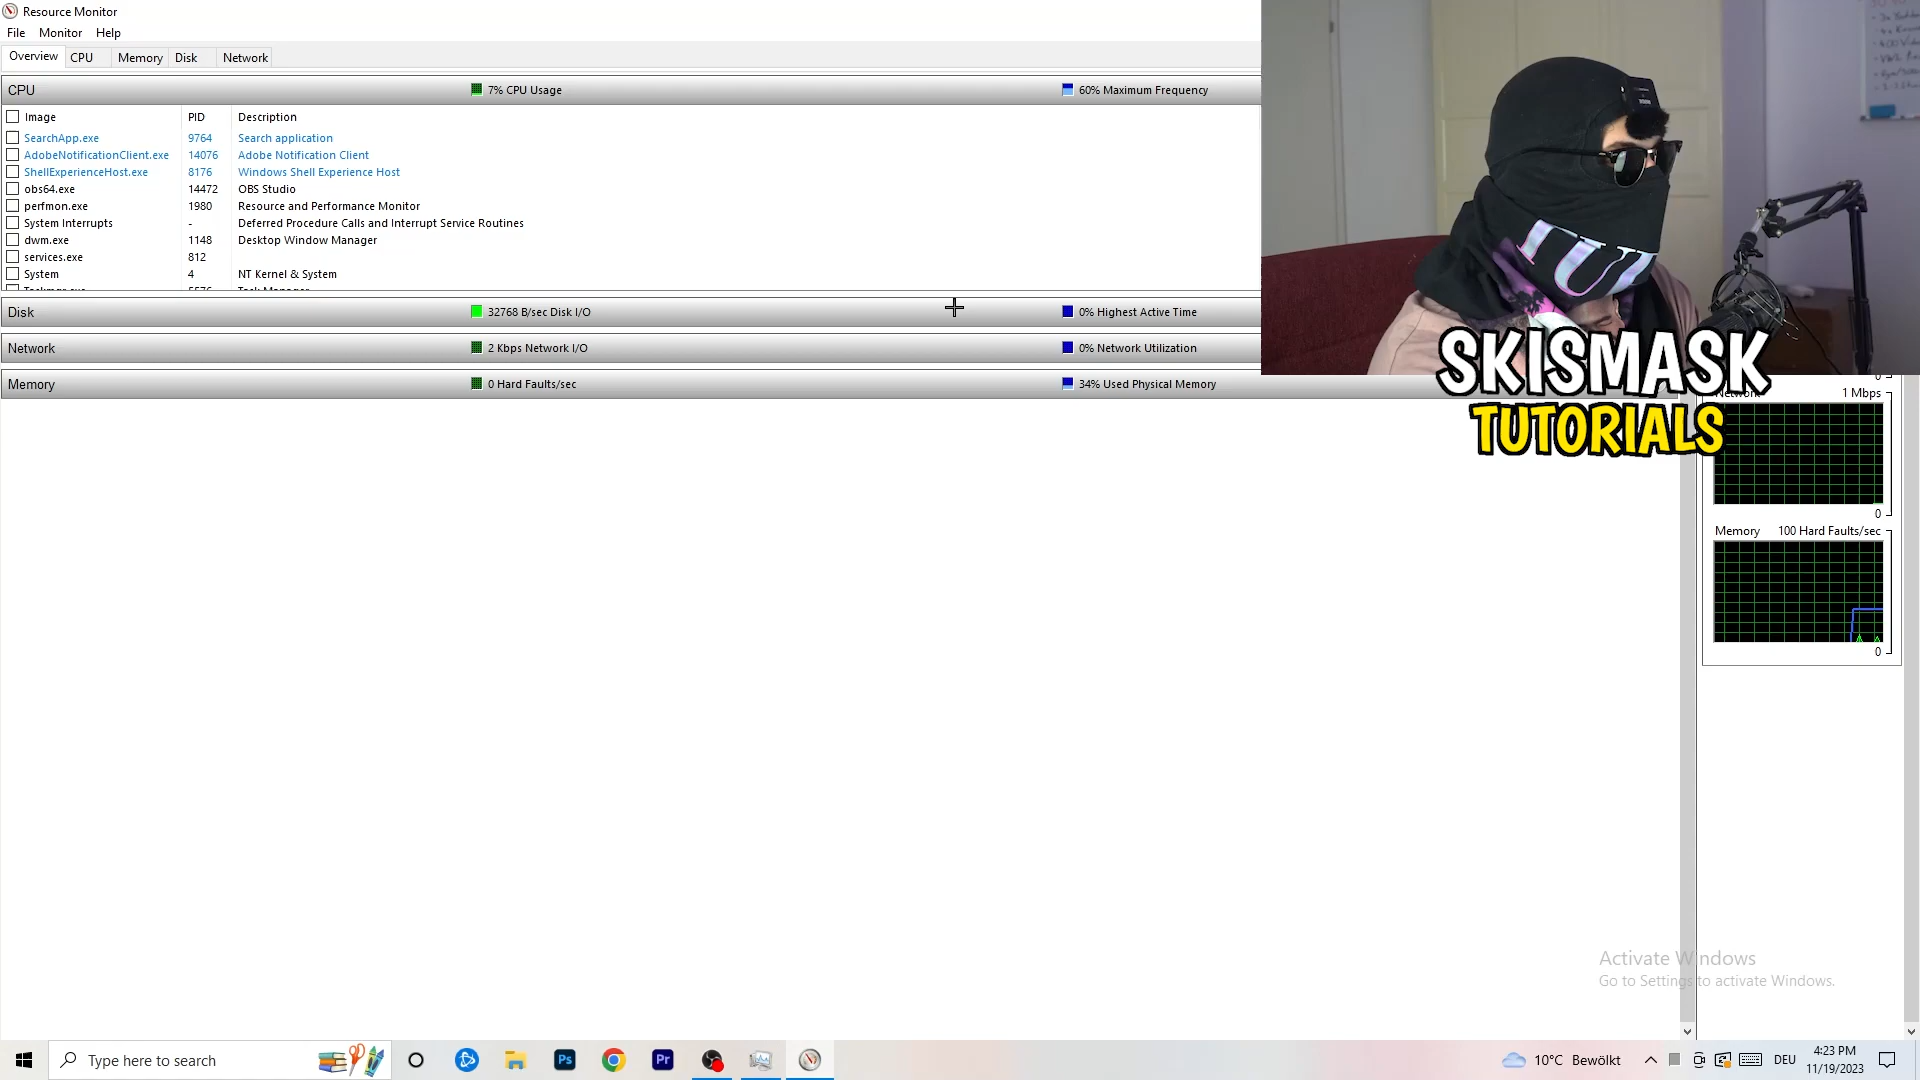 Resource Monitor
File Monitor Help
Overview CPU Memory Disk Network
CPU 7% CPU Usage 60% Maximum Frequency
Image PID Description
SearchApp.exe 9764 Search application
AdobeNotificationClient.exe 14076 Adobe Notification Client
ShellExperienceHost.exe 8176 Windows Shell Experience Host
obs64.exe 14472 OBS Studio
perfmon.exe 1980 Resource and Performance Monitor
System Interrupts - Deferred Procedure Calls and Interrupt Service Routines
dwm.exe 1148 Desktop Window Manager
services.exe 812
System 4 NT Kernel & System
Disk 32768 B/sec Disk I/O 0% Highest Active Time
Network 2 Kbps Network I/O 0% Network Utilization
Memory 0 Hard Faults/sec 34% Used Physical Memory
SKISMASK
TUTORIALS
Network 1 Mbps
0
Memory 100 Hard Faults/sec
0
Activate Windows
Go to Settings to activate Windows.
Type here to search
Ps
Pr
10°C Bewölkt
DEU
4:23 PM
11/19/2023